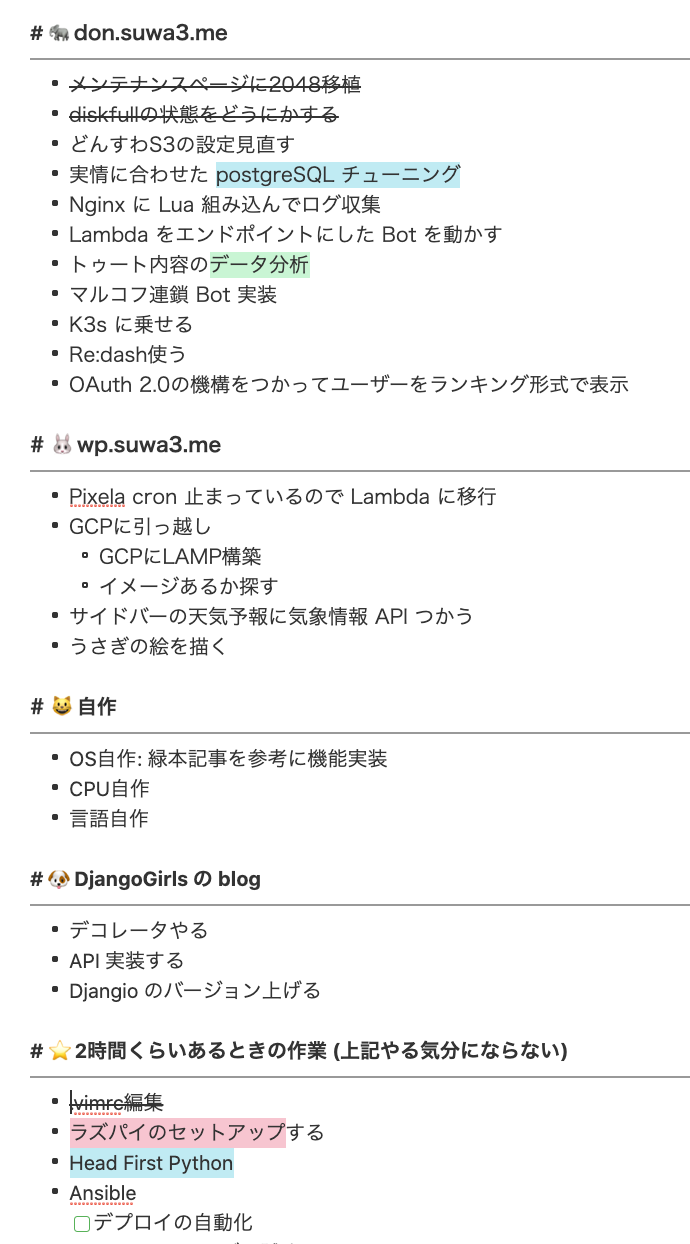 # 🐘 don.suwa3.me
メンテナンスページに2048移植
diskfullの状態をどうにかする
どんすわS3の設定見直す
実情に合わせた postgreSQL チューニング
Nginx に Lua 組み込んでログ収集
Lambda をエンドポイントにした Bot を動かす
トゥート内容のデータ分析
マルコフ連鎖 Bot 実装
K3s に乗せる
Re:dash使う
OAuth 2.0の機構をつかってユーザーをランキング形式で表示
# 🐰 wp.suwa3.me
Pixela cron 止まっているので Lambda に移行
GCPに引っ越し
GCPにLAMP構築
イメージあるか探す
サイドバーの天気予報に気象情報 API つかう
うさぎの絵を描く
# 😺 自作
OS自作: 緑本記事を参考に機能実装
CPU自作
言語自作
# 🐶 DjangoGirls の blog
デコレータやる
API 実装する
Djangio のバージョン上げる
# ⭐ 2時間くらいあるときの作業 (上記やる気分にならない)
.vimrc編集
ラズパイのセットアップする
Head First Python
Ansible
デプロイの自動化